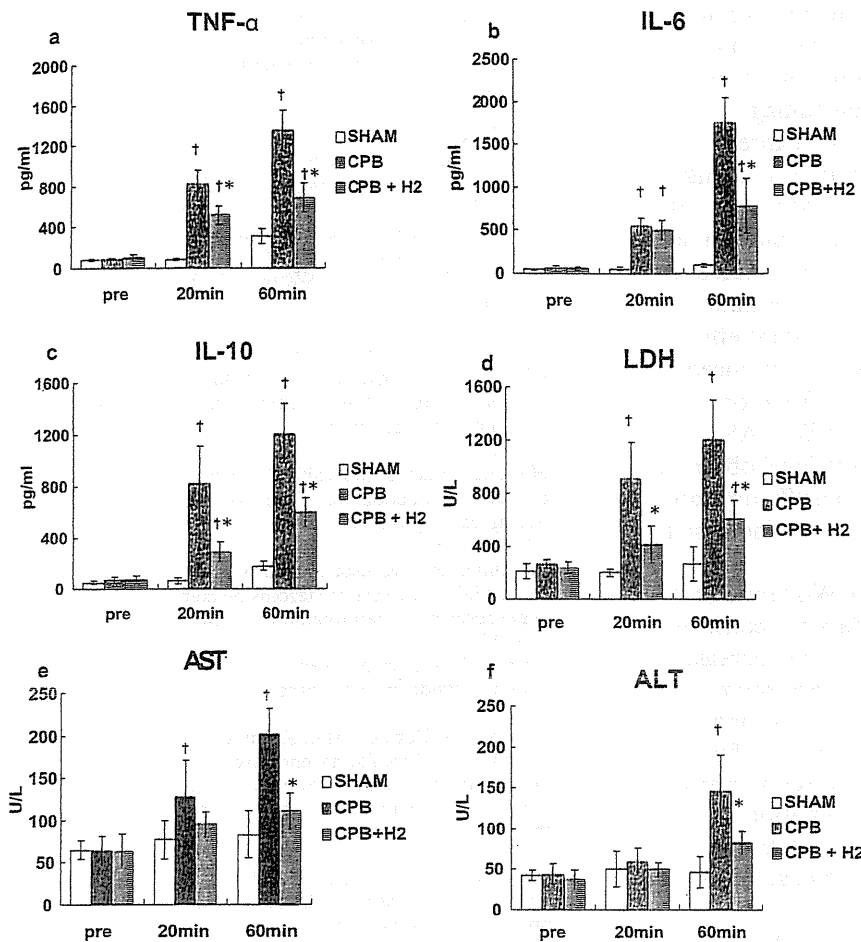 a TNF-α
2000
1600
1200
800
400
0
pg/ml
† † †* †*
SHAM
CPB
CPB + H2
pre 20min 60min
b IL-6
2500
2000
1500
1000
500
0
pg/ml
† † † †*
SHAM
CPB
CPB+H2
pre 20min 60min
c IL-10
1600
1200
800
400
0
pg/ml
† † †* †*
SHAM
CPB
CPB + H2
pre 20min 60min
d LDH
1600
1200
800
400
0
U/L
† † * †*
SHAM
CPB
CPB+ H2
pre 20min 60min
e AST
250
200
150
100
50
0
U/L
† † *
SHAM
CPB
CPB+H2
pre 20min 60min
f ALT
250
200
150
100
50
0
U/L
† *
SHAM
CPB
CPB + H2
pre 20min 60min